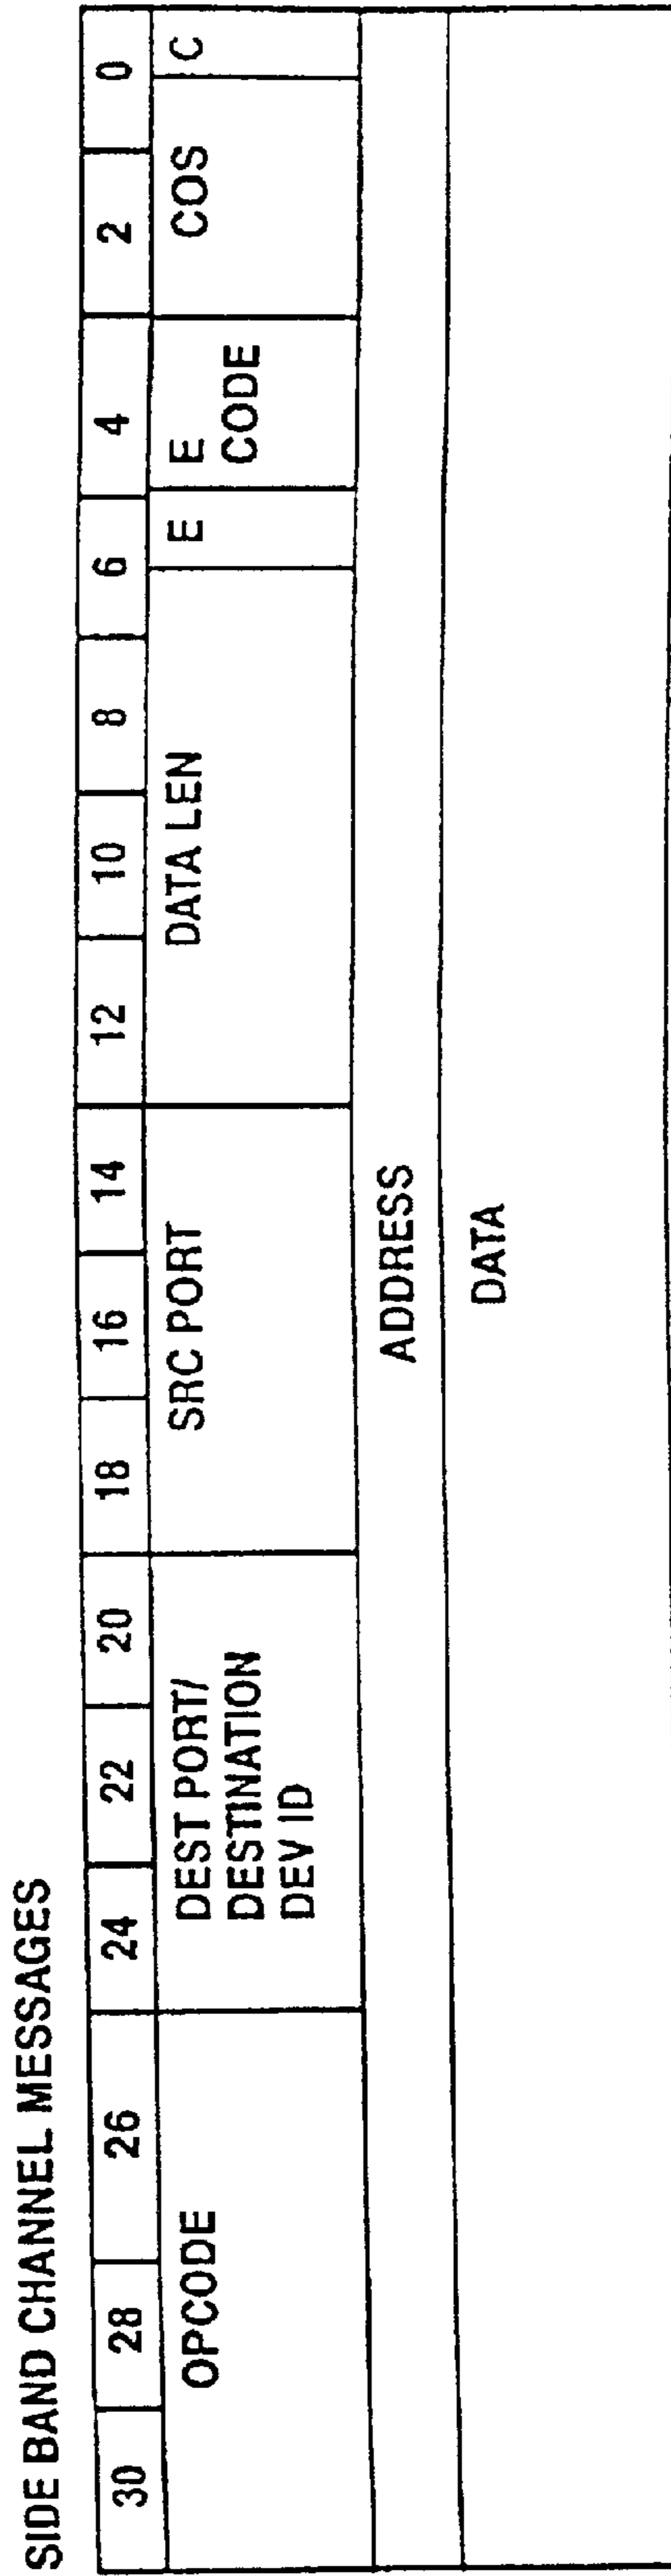 SIDE BAND CHANNEL MESSAGES
30 28 26 24 22 20 18 16 14 12 10 8 6 4 2 0
OPCODE DEST PORT/ SRC PORT DATA LEN E E COS C
DESTINATION CODE
DEV ID
ADDRESS
DATA